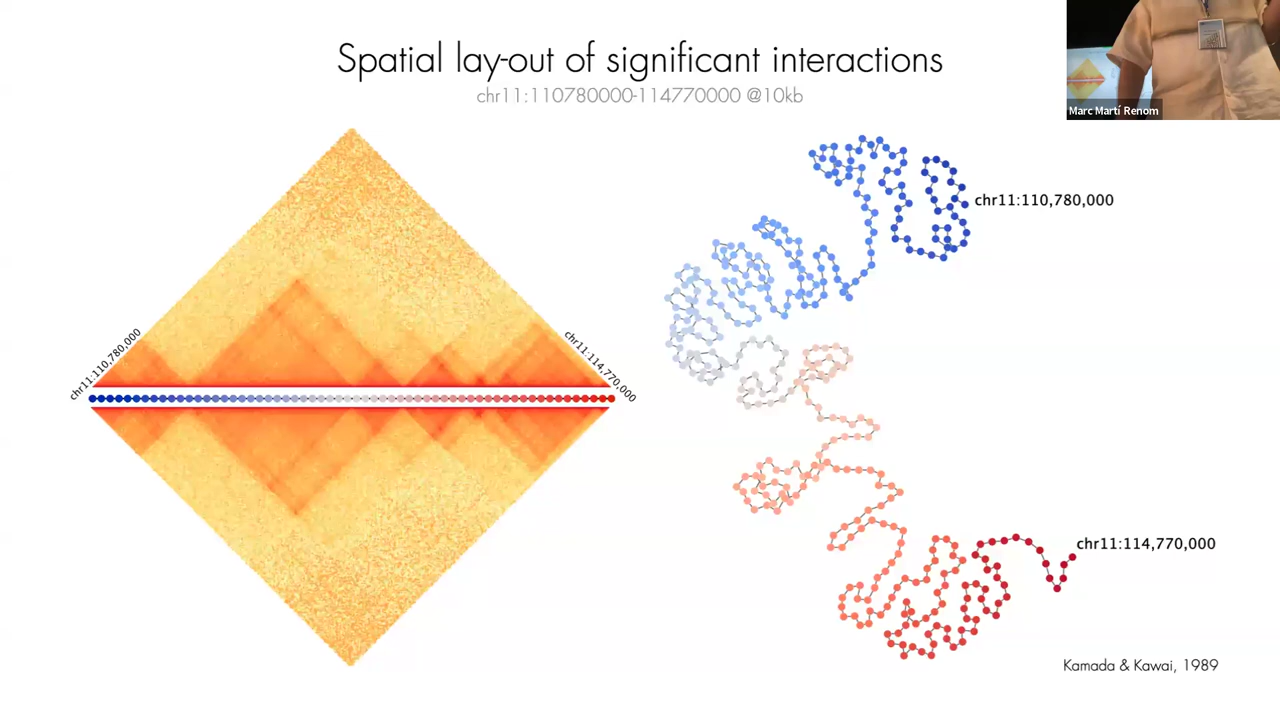 Spatial lay-out of significant interactions
chr11:110780000-114770000 @10kb
Marc Martí Renom
chr11:110,780,000
chr11:114,770,000
chr11:110,780,000
chr11:114,770,000
Kamada & Kawai, 1989